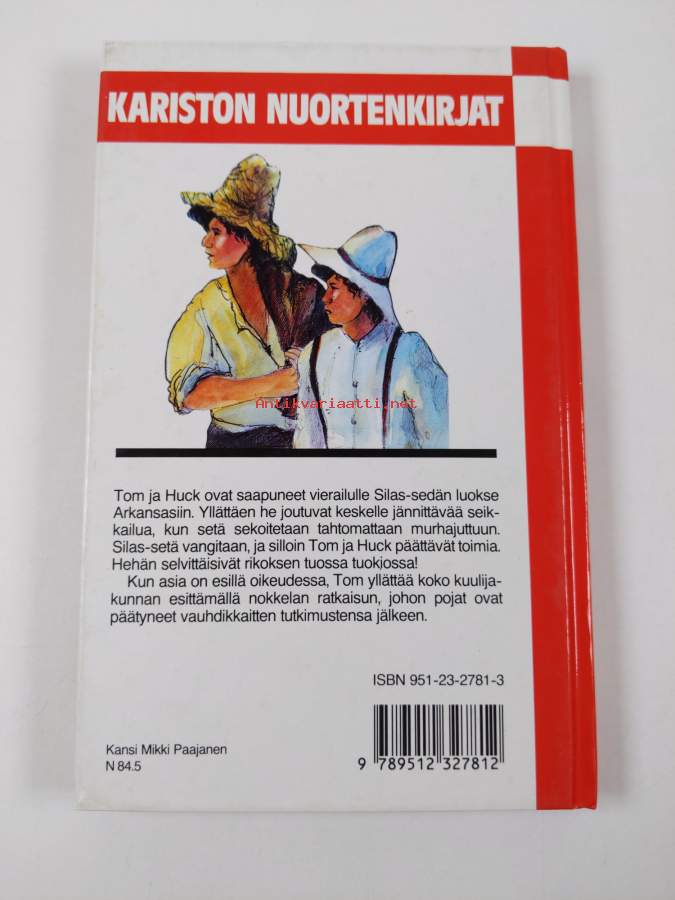 KARISTON NUORTENKIRJAT
Antikvariaatti.net
Tom ja Huck ovat saapuneet vierailulle Silas-sedän luokse
Arkansasiin. Yllättäen he joutuvat keskelle jännittävää seik-
kailua, kun setä sekoitetaan tahtomattaan murhajuttuun.
Silas-setä vangitaan, ja silloin Tom ja Huck päättävät toimia.
Hehän selvittäisivät rikoksen tuossa tuokiossa!
Kun asia on esillä oikeudessa, Tom yllättää koko kuulija-
kunnan esittämällä nokkelan ratkaisun, johon pojat ovat
päätyneet vauhdikkaitten tutkimustensa jälkeen.
ISBN 951-23-2781-3
Kansi Mikki Paajanen
N 84.5
9 789512 327812